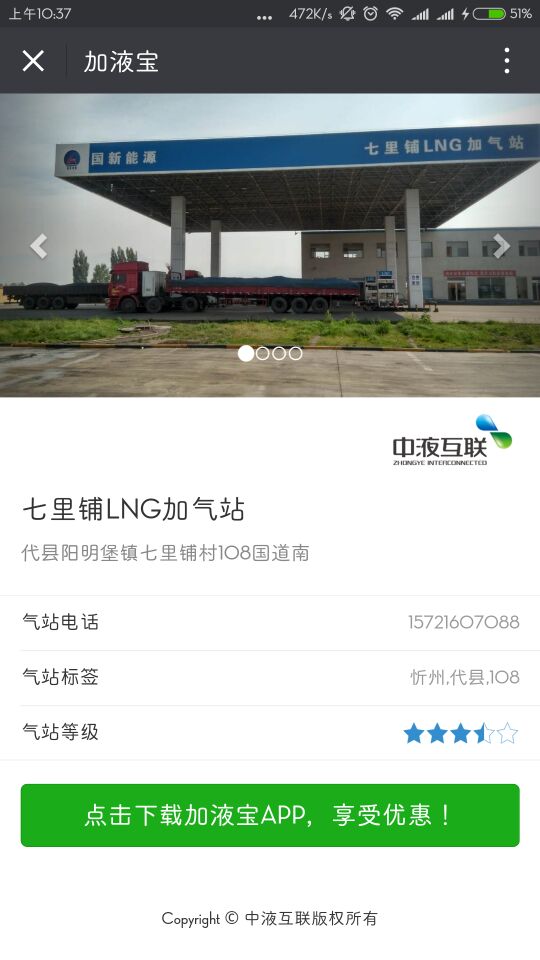 上午10:37
472K/s
51%
加液宝
国新能源
七里铺LNG加气站
中液互联
ZHONGYE INTERCONNECTED
七里铺LNG加气站
代县阳明堡镇七里铺村108国道南
气站电话 15721607088
气站标签 忻州,代县,108
气站等级
点击下载加液宝APP，享受优惠！
Copyright © 中液互联版权所有